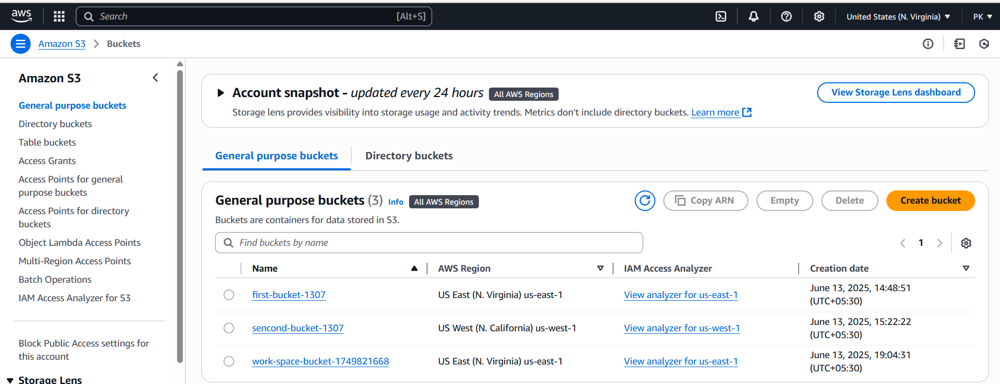 aws
Search [Alt+S]
United States (N. Virginia)
PK
Amazon S3 Buckets
Amazon S3
General purpose buckets
Directory buckets
Table buckets
Access Grants
Access Points for general
purpose buckets
Access Points for directory
buckets
Object Lambda Access Points
Multi-Region Access Points
Batch Operations
IAM Access Analyzer for S3
Block Public Access settings for
this account
Storage Lens
Account snapshot - updated every 24 hours All AWS Regions
View Storage Lens dashboard
Storage lens provides visibility into storage usage and activity trends. Metrics don't include directory buckets. Learn more
General purpose buckets Directory buckets
General purpose buckets (3) Info All AWS Regions
Copy ARN Empty Delete Create bucket
Buckets are containers for data stored in S3.
Find buckets by name
1
Name AWS Region IAM Access Analyzer Creation date
first-bucket-1307 US East (N. Virginia) us-east-1 View analyzer for us-east-1 June 13, 2025, 14:48:51
(UTC+05:30)
sencond-bucket-1307 US West (N. California) us-west-1 View analyzer for us-west-1 June 13, 2025, 15:22:22
(UTC+05:30)
work-space-bucket-1749821668 US East (N. Virginia) us-east-1 View analyzer for us-east-1 June 13, 2025, 19:04:31
(UTC+05:30)